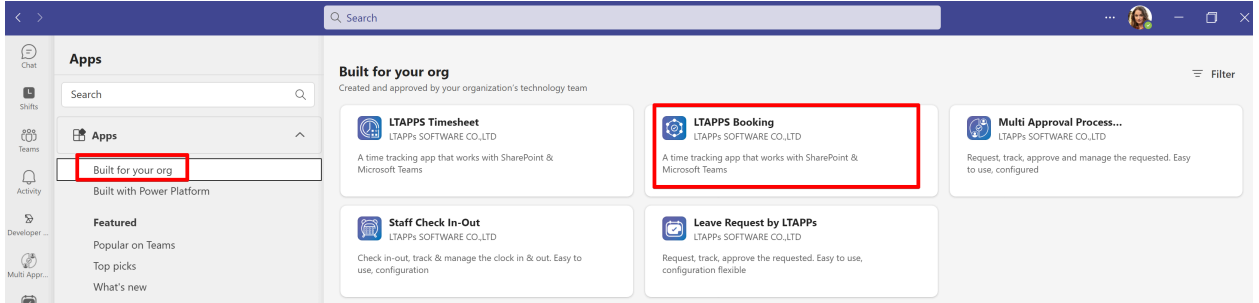 Search
Chat
Shifts
Teams
Activity
Developer ...
Multi Appr...
Apps
Search
Apps
Built for your org
Built with Power Platform
Featured
Popular on Teams
Top picks
What's new
Built for your org
Created and approved by your organization's technology team
Filter
LTAPPS Timesheet
LTAPPs SOFTWARE CO.,LTD
A time tracking app that works with SharePoint &
Microsoft Teams
LTAPPS Booking
LTAPPs SOFTWARE CO.,LTD
A time tracking app that works with SharePoint &
Microsoft Teams
Multi Approval Process...
LTAPPs SOFTWARE CO.,LTD
Request, track, approve and manage the requested. Easy
to use, configured
Staff Check In-Out
LTAPPs SOFTWARE CO.,LTD
Check in-out, track & manage the clock in & out. Easy to
use, configuration
Leave Request by LTAPPs
LTAPPs SOFTWARE CO.,LTD
Request, track, approve the requested. Easy to use,
configuration flexible